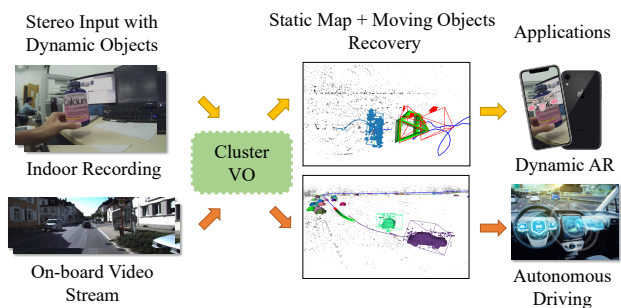 Stereo Input with
Dynamic Objects
Static Map + Moving Objects
Recovery
Applications
Calcium
Indoor Recording
Cluster
VO
Dynamic AR
On-board Video
Stream
Autonomous
Driving